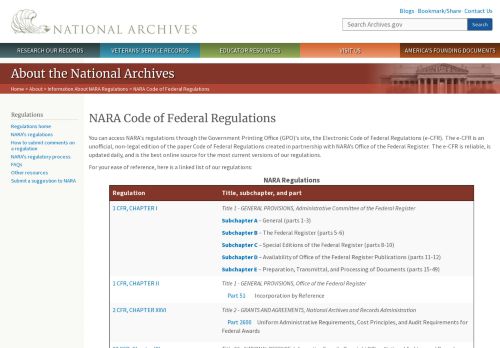 NATIONAL ARCHIVES
Blogs · Bookmark/Share · Contact Us
Search Archives.gov
Search
RESEARCH OUR RECORDS
VETERANS' SERVICE RECORDS
EDUCATOR RESOURCES
VISIT US
AMERICA'S FOUNDING DOCUMENTS
About the National Archives
Home > About > Information About NARA Regulations > NARA Code of Federal Regulations
Regulations
Regulations home
NARA's regulations
How to submit comments on
a regulation
NARA's regulatory process
FAQs
Other resources
Submit a suggestion to NARA
NARA Code of Federal Regulations
You can access NARA's regulations through the Government Printing Office (GPO)'s site, the Electronic Code of Federal Regulations (e-CFR). The e-CFR is an
unofficial, non-legal edition of the paper Code of Federal Regulations created in partnership with NARA's Office of the Federal Register. The e-CFR is reliable, is
updated daily, and is the best online source for the most current versions of our regulations.
For your ease of reference, here is a linked list of our regulations:
NARA Regulations
Regulation
Title, subchapter, and part
1 CFR, CHAPTER I
Title 1 - GENERAL PROVISIONS, Administrative Committee of the Federal Register
Subchapter A – General (parts 1-3)
Subchapter B – The Federal Register (parts 5-6)
Subchapter C – Special Editions of the Federal Register (parts 8-10)
Subchapter D – Availability of Office of the Federal Register Publications (parts 11-12)
Subchapter E – Preparation, Transmittal, and Processing of Documents (parts 15-49)
1 CFR, CHAPTER II
Title 1 - GENERAL PROVISIONS, Office of the Federal Register
Part 51 Incorporation by Reference
2 CFR, CHAPTER XXVI
Title 2 - GRANTS AND AGREEMENTS, National Archives and Records Administration
Part 2600 Uniform Administrative Requirements, Cost Principles, and Audit Requirements for
Federal Awards